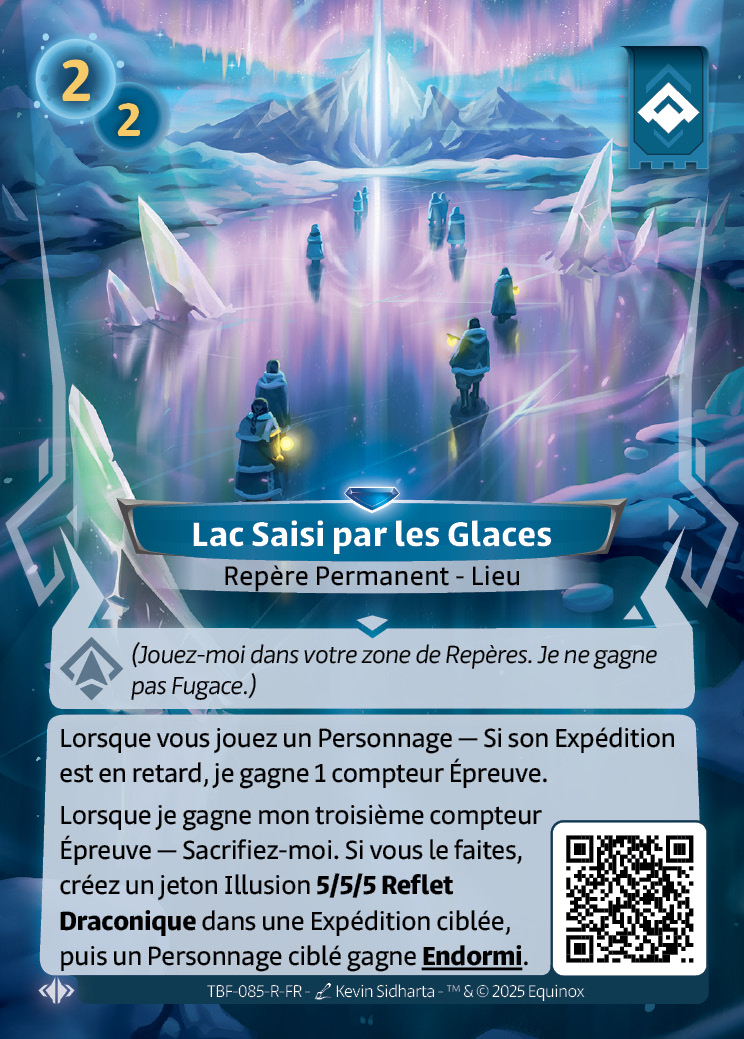 2
2
Lac Saisi par les Glaces
Repère Permanent - Lieu
(Jouez-moi dans votre zone de Repères. Je ne gagne
pas Fugace.)
Lorsque vous jouez un Personnage — Si son Expédition
est en retard, je gagne 1 compteur Épreuve.
Lorsque je gagne mon troisième compteur
Épreuve — Sacrifiez-moi. Si vous le faites,
créez un jeton Illusion 5/5/5 Reflet
Draconique dans une Expédition ciblée,
puis un Personnage ciblé gagne Endormi.
TBF-085-R-FR - Kevin Sidharta - ™ & © 2025 Equinox